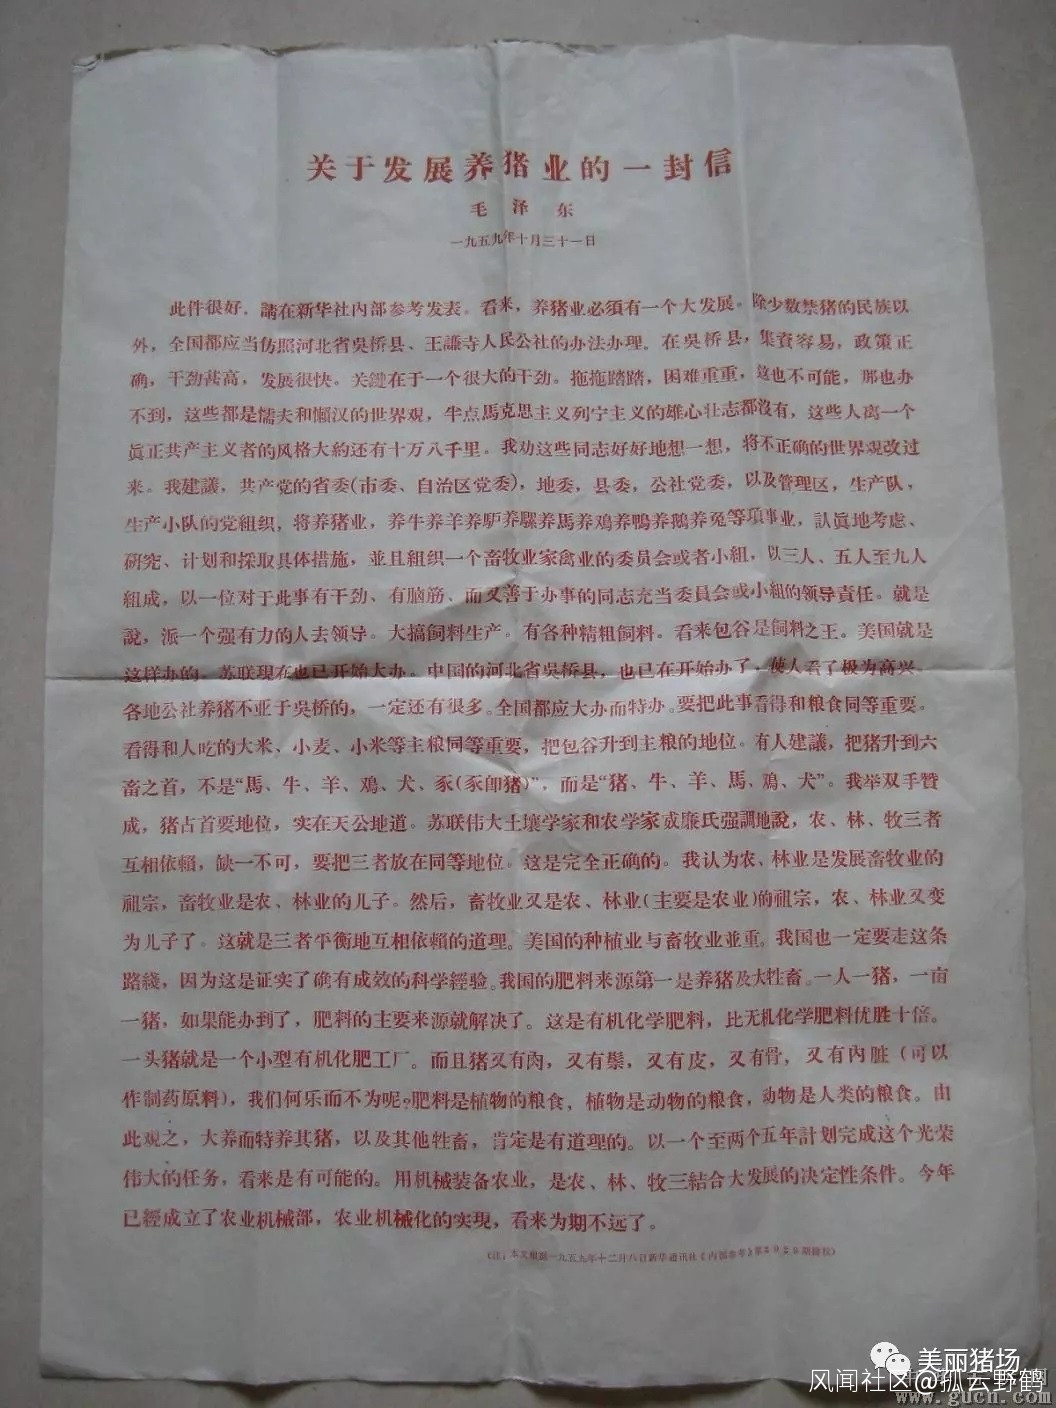 关于发展养猪业的一封信
毛泽东
一九五九年十月三十一日
此件很好，請在新华社內部参考发表。看来，养猪业必須有一个大发展。除少数禁猪的民族以
外，全国都应当仿照河北省吳桥县、王謙寺人民公社的办法办理。在吳桥县，集資容易，政策正
确，干劲甚高，发展很快。关鍵在于一个很大的干劲。拖拖踏踏，困难重重，这也不可能，那也办
不到，这些都是懦夫和懒汉的世界观，半点馬克思主义列宁主义的雄心壮志都沒有，这些人离一个
眞正共产主义者的风格大約还有十万八千里。我劝这些同志好好地想一想，将不正确的世界观改过
来。我建議，共产党的省委(市委、自治区党委)，地委，县委，公社党委，以及管理区，生产队，
生产小队的党組织，将养猪业，养牛养羊养驴养騾养馬养鸡养鴨养鹅养兔等項事业，認眞地考虑、
研究、计划和採取具体措施，並且組织一个畜牧业家禽业的委員会或者小組，以三人、五人至九人
組成，以一位对于此事有干劲、有脑筋、而又善于办事的同志充当委員会或小組的领导責任。就是
說，派一个强有力的人去领导。大搞飼料生产。有各种精粗飼料。看来包谷是飼料之王。美国就是
这样办的。苏联現在也已开始大办。中国的河北省吳桥县，也已在开始办了，使人看了极为高兴、
各地公社养猪不亚于吳桥的，一定还有很多。全国都应大办而特办。要把此事看得和粮食同等重要。
看得和人吃的大米、小麦、小米等主粮同等重要，把包谷升到主粮的地位。有人建議，把猪升到六
畜之首，不是“馬、牛、羊、鸡、犬、豕(豕卽猪)”，而是“猪、牛、羊、馬、鸡、犬”。我举双手贊
成，猪占首要地位，实在天公地道。苏联伟大土壤学家和农学家或廉氏强調地說，农、林、牧三者
互相依賴，缺一不可，要把三者放在同等地位。这是完全正确的。我认为农、林业是发展畜牧业的
祖宗，畜牧业是农、林业的儿子。然后，畜牧业又是农、林业(主要是农业)的祖宗，农、林业又变
为儿子了。这就是三者平衡地互相依賴的道理。美国的种植业与畜牧业並重。我国也一定要走这条
路綫，因为这是证实了确有成效的科学經驗。我国的肥料来源第一是养猪及大牲畜。一人一猪，一亩
一猪，如果能办到了，肥料的主要来源就解决了。这是有机化学肥料，比无机化学肥料优胜十倍。
一头猪就是一个小型有机化肥工厂。而且猪又有肉，又有鬃，又有皮，又有骨，又有內脏（可以
作制药原料），我们何乐而不为呢。肥料是植物的粮食，植物是动物的粮食，动物是人类的粮食。由
此观之，大养而特养其猪，以及其他牲畜，肯定是有道理的。以一个至两个五年計划完成这个光荣
伟大的任务，看来是有可能的。用机械装备农业，是农、林、牧三結合大发展的决定性条件。今年
已經成立了农业机械部，农业机械化的实現，看来为期不远了。
（注：本文根据一九五九年十二月八日新华通訊社《內部参考》
美丽猪场
风闻社区@孤云野鹤
www.gucn.com